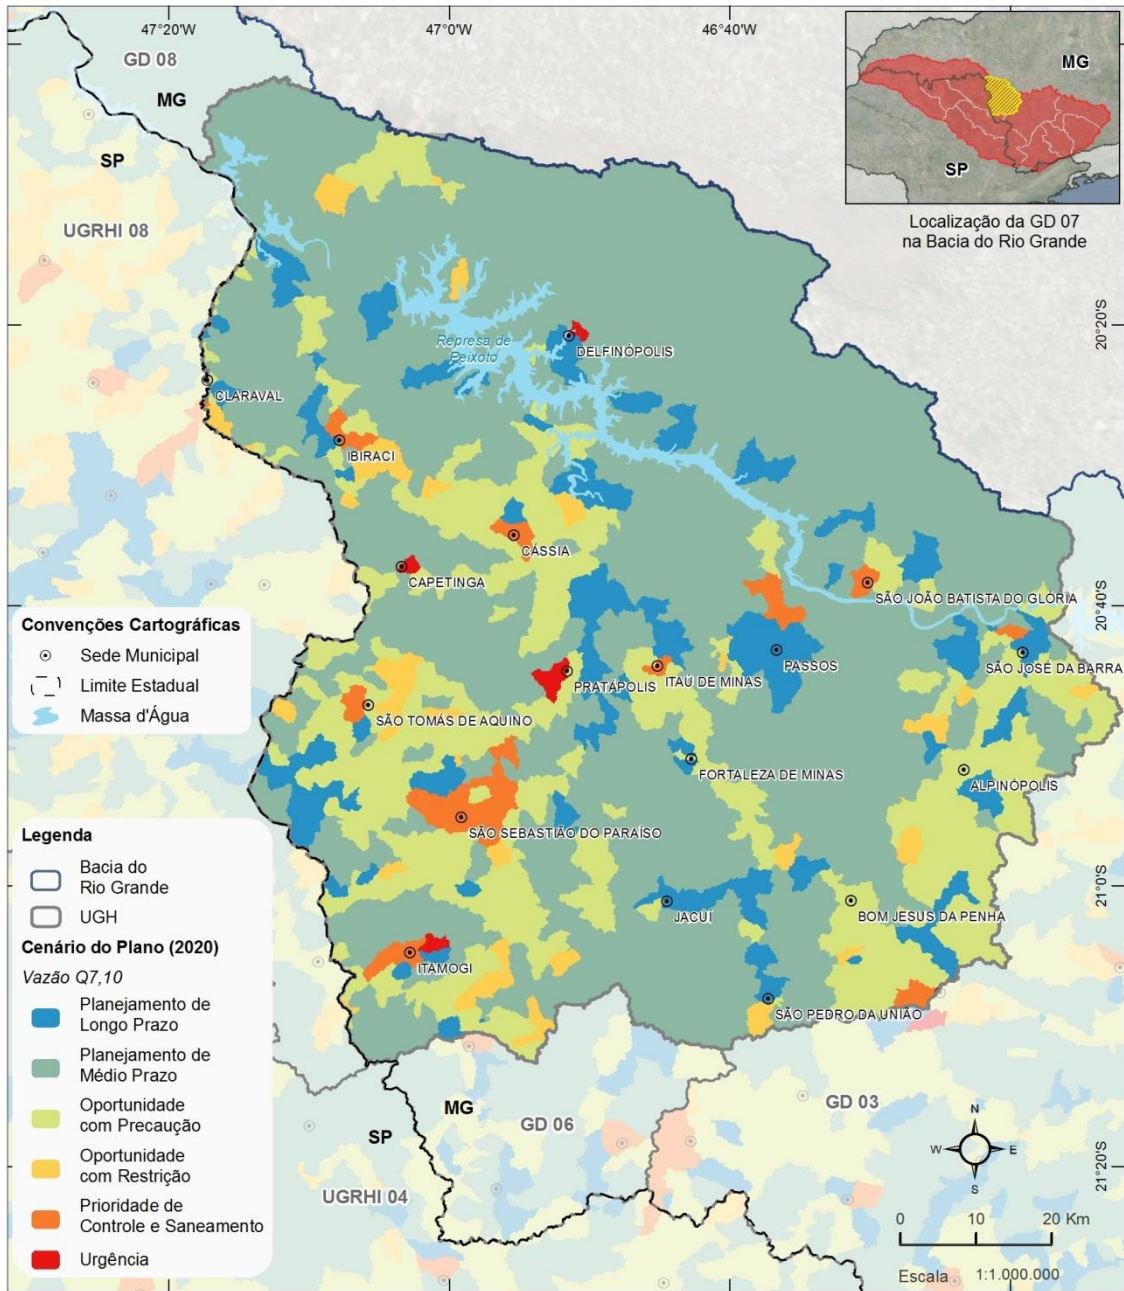 47°20'W
47°0'W
46°40'W
GD 08
MG
SP
UGRHI 08
MG
SP
Localização da GD 07
na Bacia do Rio Grande
20°20'S
Represa de
Peixoto
DELFINÓPOLIS
CLARAVAL
IBIRACI
CÁSSIA
CAPETINGA
SÃO JOÃO BATISTA DO GLÓRIA
20°40'S
PASSOS
SÃO JOSÉ DA BARRA
PRATÁPOLIS
ITAÚ DE MINAS
SÃO TOMÁS DE AQUINO
FORTALEZA DE MINAS
ALPINÓPOLIS
SÃO SEBASTIÃO DO PARAÍSO
21°0'S
JACUÍ
BOM JESUS DA PENHA
ITAMOGI
SÃO PEDRO DA UNIÃO
Convenções Cartográficas
Sede Municipal
Limite Estadual
Massa d'Água
Legenda
Bacia do
Rio Grande
UGH
Cenário do Plano (2020)
Vazão Q7,10
Planejamento de
Longo Prazo
Planejamento de
Médio Prazo
Oportunidade
com Precaução
Oportunidade
com Restrição
Prioridade de
Controle e Saneamento
Urgência
MG
SP
GD 06
GD 03
UGRHI 04
21°20'S
N
W
E
S
0 10 20 Km
Escala 1:1.000.000